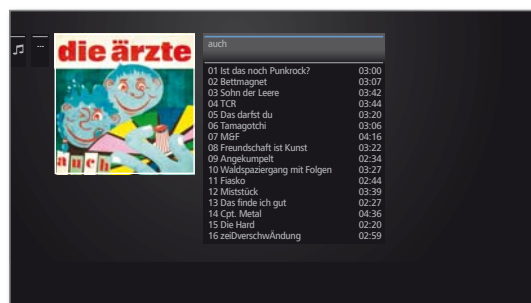 ...
die ärzte
auch
auch
01 Ist das noch Punkrock? 03:00
02 Bettmagnet 03:07
03 Sohn der Leere 03:42
04 TCR 03:44
05 Das darfst du 03:20
06 Tamagotchi 03:06
07 M&F 04:16
08 Freundschaft ist Kunst 03:22
09 Angekumpelt 02:34
10 Waldspaziergang mit Folgen 03:27
11 Fiasko 02:44
12 Miststück 03:39
13 Das finde ich gut 02:27
14 Cpt. Metal 04:36
15 Die Hard 02:20
16 zeiDverschwÄndung 02:59